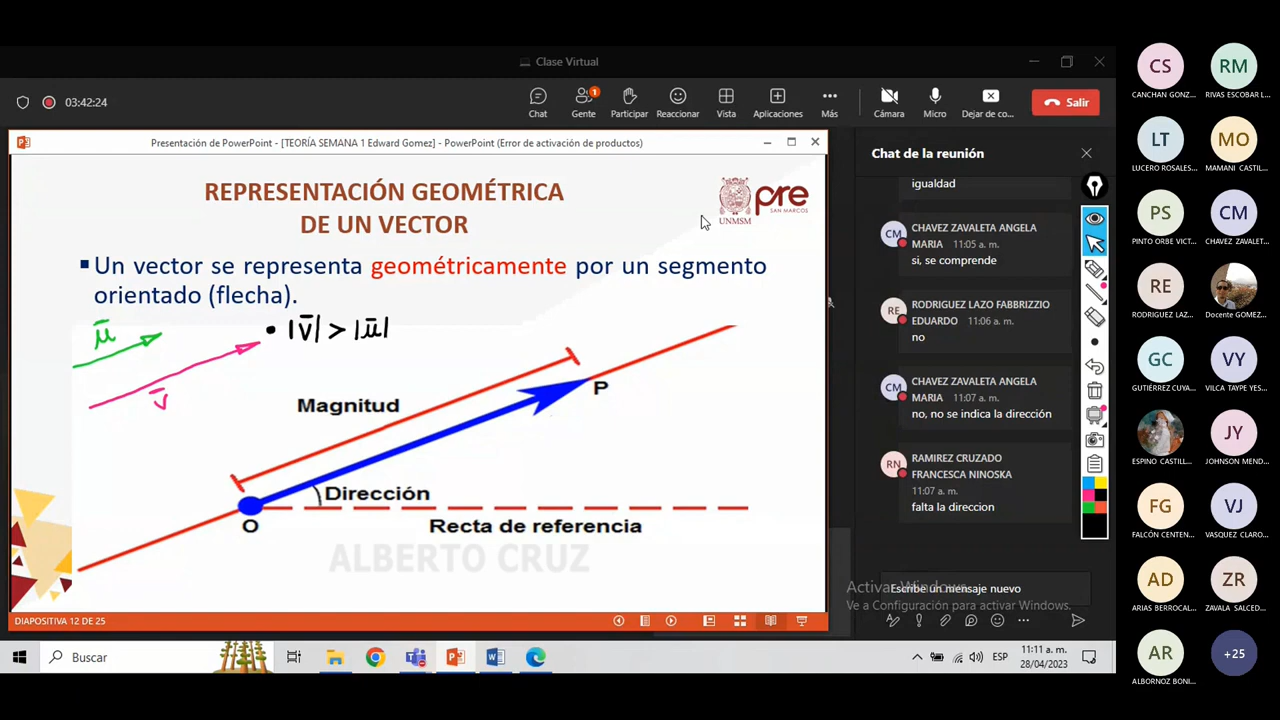 Clase Virtual
03:42:24
Chat
Gente
1
Participar
Reaccionar
Vista
Aplicaciones
Más
Cámara
Micro
Dejar de co...
Salir
Presentación de PowerPoint - [TEORÍA SEMANA 1 Edward Gomez] - PowerPoint (Error de activación de productos)
REPRESENTACIÓN GEOMÉTRICA
DE UN VECTOR
UNMSM
pre
SAN MARCOS
Un vector se representa geométricamente por un segmento
orientado (flecha).
μ̅
v̅
• |v̅| > |μ̅|
Magnitud
P
Dirección
O
Recta de referencia
ALBERTO CRUZ
DIAPOSITIVA 12 DE 25
Chat de la reunión
igualdad
CM
CHAVEZ ZAVALETA ANGELA
MARIA 11:05 a. m.
si, se comprende
RE
RODRIGUEZ LAZO FABBRIZZIO
EDUARDO 11:06 a. m.
no
CM
CHAVEZ ZAVALETA ANGELA
MARIA 11:07 a. m.
no, no se indica la dirección
RN
RAMIREZ CRUZADO
FRANCESCA NINOSKA
11:07 a. m.
falta la direccion
Activar Windows
Ve a Configuración para activar Windows.
Escribe un mensaje nuevo
CS
CANCHAN GONZ...
RM
RIVAS ESCOBAR L...
LT
LUCERO ROSALES...
MO
MAMANI CASTIL...
PS
PINTO ORBE VICT...
CM
CHAVEZ ZAVALET...
RE
RODRIGUEZ LAZ...
Docente GOMEZ...
GC
GUTIÉRREZ CUYA...
VY
VILCA TAYPE YES...
ESPINO CASTILL...
JY
JOHNSON MEND...
FG
FALCÓN CENTEN...
VJ
VASQUEZ CLARO...
AD
ARIAS BERROCAL...
ZR
ZAVALA SALCED...
AR
ALBORNOZ BONI...
+25
Buscar
ESP
11:11 a. m.
28/04/2023